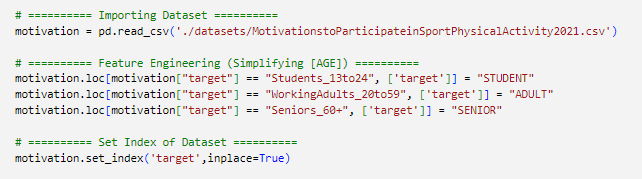 # ========== Importing Dataset ==========
motivation = pd.read_csv('./datasets/MotivationstoParticipateinSportPhysicalActivity2021.csv')
# ========== Feature Engineering (Simplifying [AGE]) ==========
motivation.loc[motivation["target"] == "Students_13to24", ['target']] = "STUDENT"
motivation.loc[motivation["target"] == "WorkingAdults_20to59", ['target']] = "ADULT"
motivation.loc[motivation["target"] == "Seniors_60+", ['target']] = "SENIOR"
# ========== Set Index of Dataset ==========
motivation.set_index('target',inplace=True)